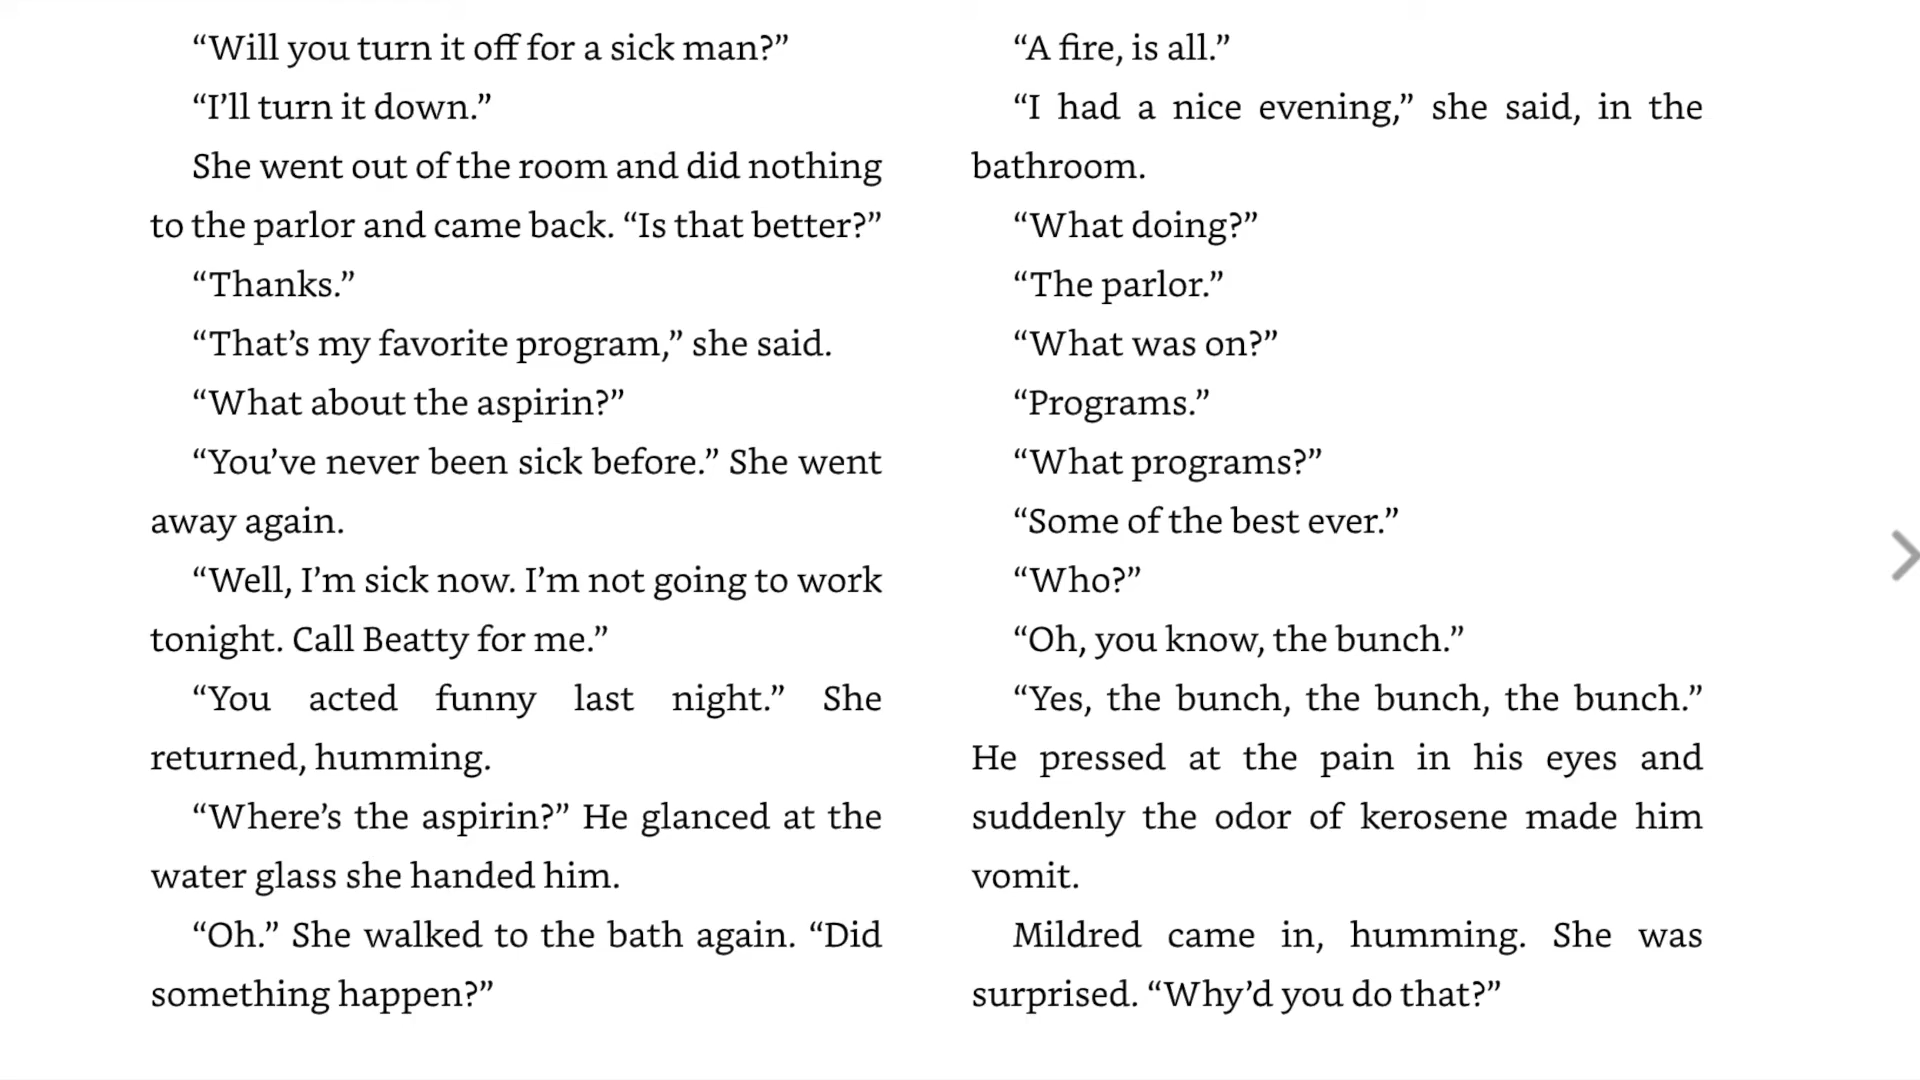 “Will you turn it off for a sick man?”
“I’ll turn it down.”
She went out of the room and did nothing
to the parlor and came back. “Is that better?”
“Thanks.”
“That’s my favorite program,” she said.
“What about the aspirin?”
“You’ve never been sick before.” She went
away again.
“Well, I’m sick now. I’m not going to work
tonight. Call Beatty for me.”
“You acted funny last night.” She
returned, humming.
“Where’s the aspirin?” He glanced at the
water glass she handed him.
“Oh.” She walked to the bath again. “Did
something happen?”
“A fire, is all.”
“I had a nice evening,” she said, in the
bathroom.
“What doing?”
“The parlor.”
“What was on?”
“Programs.”
“What programs?”
“Some of the best ever.”
“Who?”
“Oh, you know, the bunch.”
“Yes, the bunch, the bunch, the bunch.”
He pressed at the pain in his eyes and
suddenly the odor of kerosene made him
vomit.
Mildred came in, humming. She was
surprised. “Why’d you do that?”